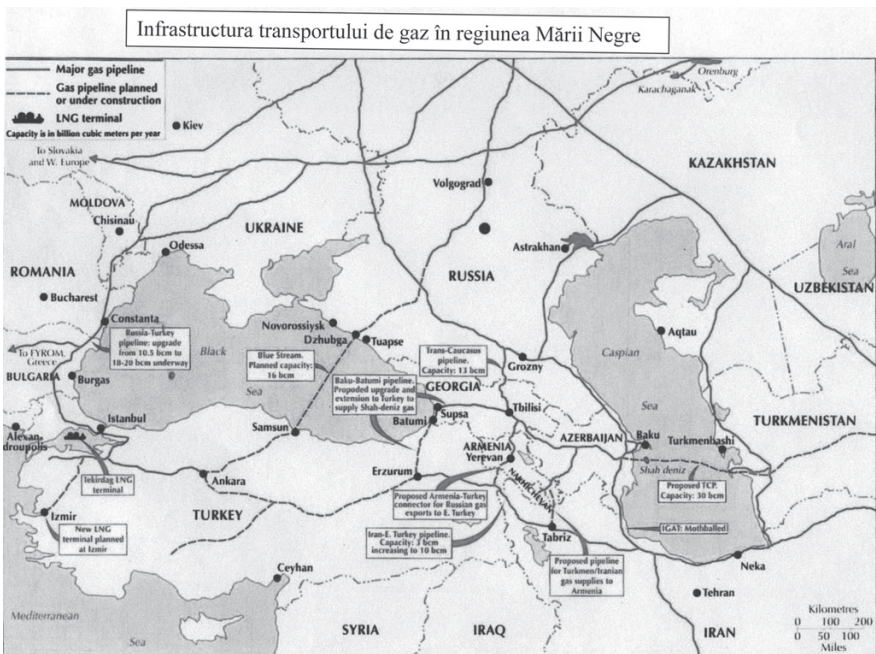 Infrastructura transportului de gaz în regiunea Mării Negre
Major gas pipeline
Gas pipeline planned
or under construction
LNG terminal
Capacity is in billion cubic meters per year
Orenburg
Karachaganak
Kiev
To Slovakia
and W. Europe
KAZAKHSTAN
Volgograd
MOLDOVA
Chisinau
UKRAINE
Odessa
Astrakhan
Aral
Sea
ROMANIA
RUSSIA
UZBEKISTAN
Bucharest
Constanta
Novorossiysk
Dzhubga
Tuapse
Aqtau
Russia-Turkey
pipeline: upgrade
from 10.5 bcm to
18-20 bcm underway
Black
Sea
Blue Stream.
Planned capacity:
16 bcm
Trans-Caucasus
pipeline.
Capacity: 13 bcm
Grozny
Caspian
Sea
To FYROM,
Greece
BULGARIA
Burgas
Baku-Batumi pipeline.
Propoded upgrade and
extension to Turkey to
supply Shah-deniz gas
GEORGIA
Supsa
Batumi
Tbilisi
TURKMENISTAN
Istanbul
Samsun
Alexan-
droupolis
AZERBAIJAN
Baku
Turkmenbashi
ARMENIA
Yerevan
Shah deniz
Tekirdag LNG
terminal
Ankara
Erzurum
NAKHICHEVAN
Proposed TCP.
Capacity: 30 bcm
Izmir
TURKEY
Proposed Armenia-Turkey
connector for Russian gas
exports to E. Turkey
New LNG
terminal planned
at Izmir
Iran-E. Turkey pipeline.
Capacity: 3 bcm
increasing to 10 bcm
Tabriz
IGAT: Mothballed
Proposed pipeline
for Turkmen/Iranian
gas supplies to
Armenia
Neka
Ceyhan
Tehran
Mediterranean
Sea
SYRIA
IRAQ
IRAN
Kilometres
0 100 200
0 50 100
Miles